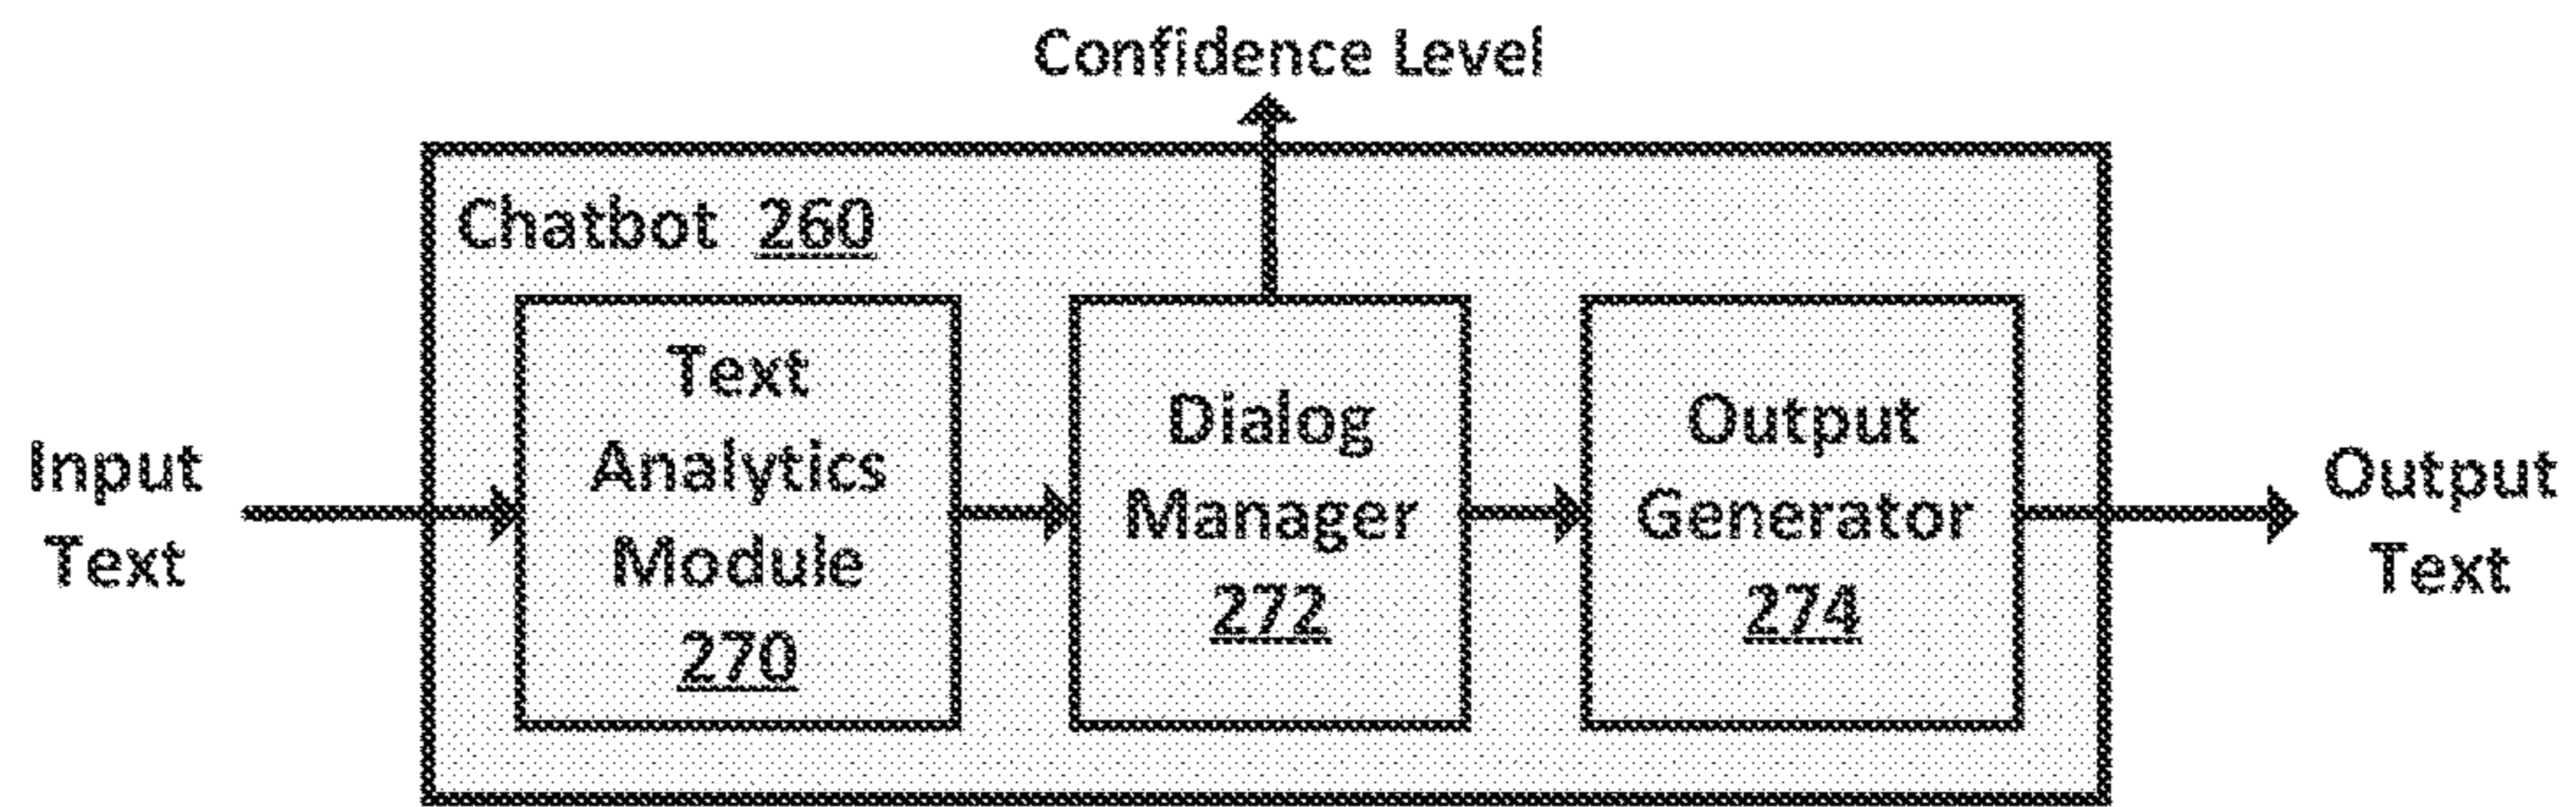 Confidence Level
Chatbot 260
Input
Text
Text
Analytics
Module
270
Dialog
Manager
272
Output
Generator
274
Output
Text